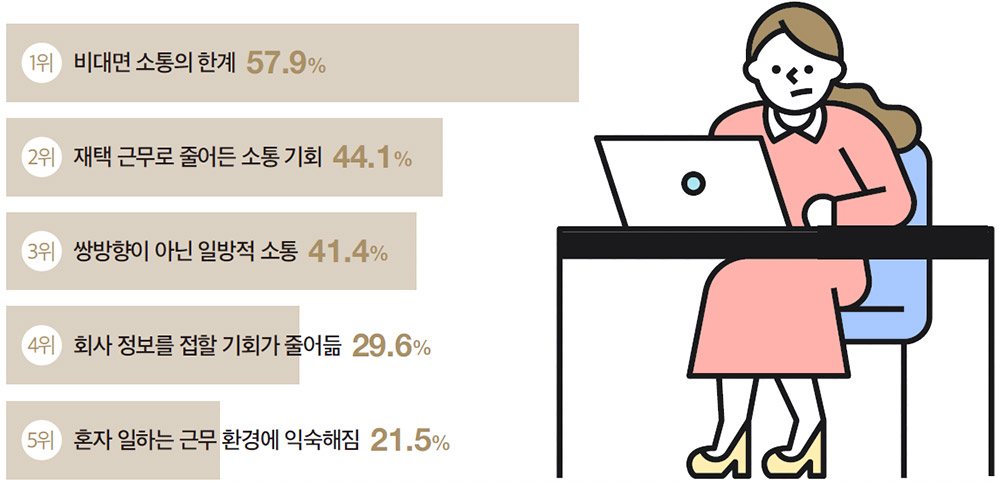 1위 비대면 소통의 한계 57.9%
2위 재택 근무로 줄어든 소통 기회 44.1%
3위 쌍방향이 아닌 일방적 소통 41.4%
4위 회사 정보를 접할 기회가 줄어듦 29.6%
5위 혼자 일하는 근무 환경에 익숙해짐 21.5%